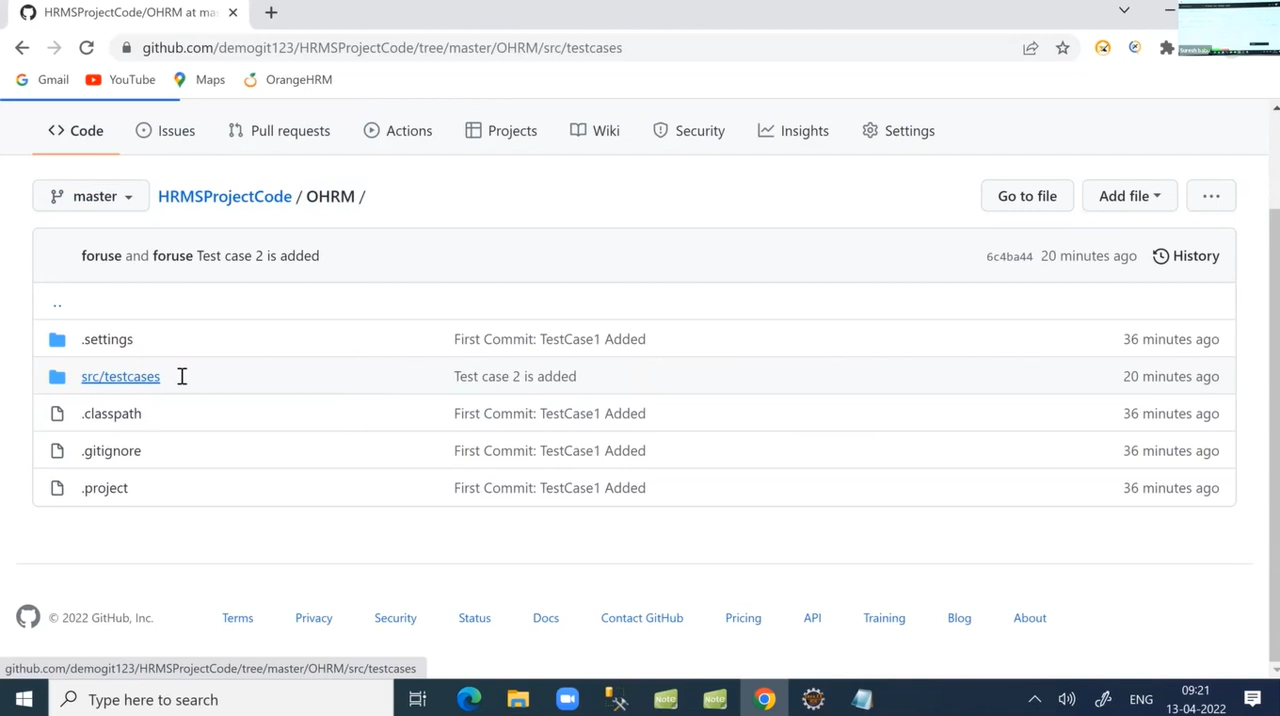 HRMSProjectCode/OHRM at mas
github.com/demogit123/HRMSProjectCode/tree/master/OHRM/src/testcases
Gmail YouTube Maps OrangeHRM
Code Issues Pull requests Actions Projects Wiki Security Insights Settings
master HRMSProjectCode / OHRM / Go to file Add file ...
foruse and foruse Test case 2 is added 6c4ba44 20 minutes ago History
..
.settings First Commit: TestCase1 Added 36 minutes ago
src/testcases Test case 2 is added 20 minutes ago
.classpath First Commit: TestCase1 Added 36 minutes ago
.gitignore First Commit: TestCase1 Added 36 minutes ago
.project First Commit: TestCase1 Added 36 minutes ago
© 2022 GitHub, Inc. Terms Privacy Security Status Docs Contact GitHub Pricing API Training Blog About
github.com/demogit123/HRMSProjectCode/tree/master/OHRM/src/testcases
Type here to search Note Note ENG 09:21
13-04-2022